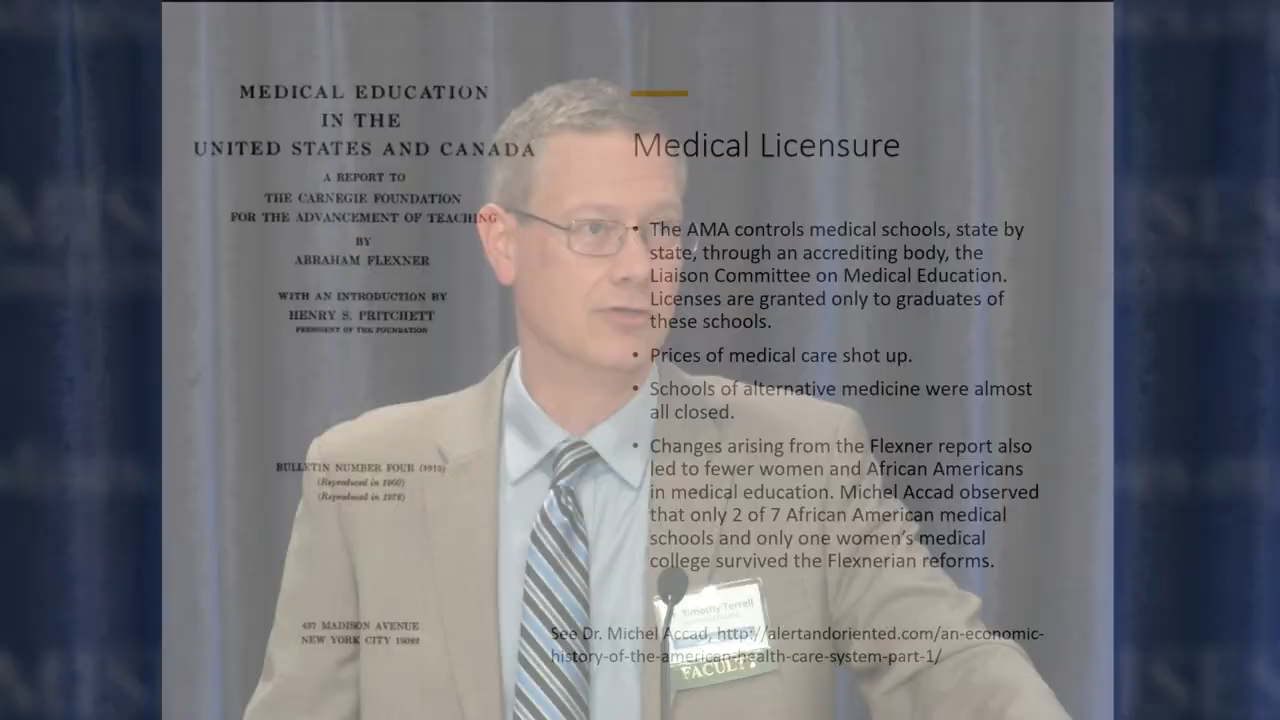 MEDICAL EDUCATION
IN THE
UNITED STATES AND CANADA
A REPORT TO
THE CARNEGIE FOUNDATION
FOR THE ADVANCEMENT OF TEACHING
BY
ABRAHAM FLEXNER
WITH AN INTRODUCTION BY
HENRY S. PRITCHETT
PRESIDENT OF THE FOUNDATION
BULLETIN NUMBER FOUR (1910)
(Reproduced in 1960)
(Reproduced in 1972)
437 MADISON AVENUE
NEW YORK CITY 10022
Medical Licensure
• The AMA controls medical schools, state by
state, through an accrediting body, the
Liaison Committee on Medical Education.
Licenses are granted only to graduates of
these schools.
• Prices of medical care shot up.
• Schools of alternative medicine were almost
all closed.
• Changes arising from the Flexner report also
led to fewer women and African Americans
in medical education. Michel Accad observed
that only 2 of 7 African American medical
schools and only one women's medical
college survived the Flexnerian reforms.
See Dr. Michel Accad, http://alertandoriented.com/an-economic-
history-of-the-american-health-care-system-part-1/
Timothy Terrell
FACULTY